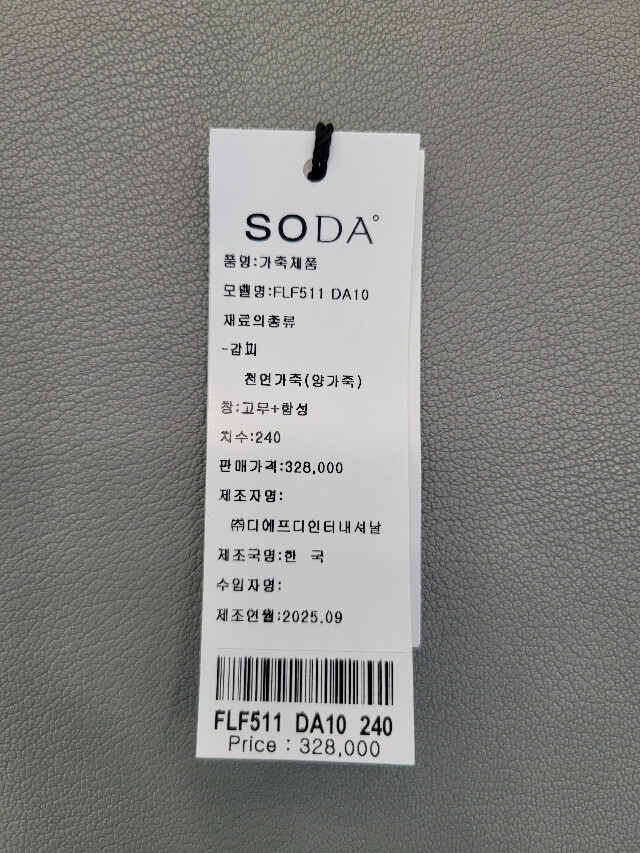 SODA°
품명:가죽제품
모델명:FLF511 DA10
재료의종류
-갑피
천연가죽(양가죽)
창:고무+합성
치수:240
판매가격:328,000
제조자명:
㈜디에프디인터내셔날
제조국명:한 국
수입자명:
제조연월:2025.09
FLF511 DA10 240
Price : 328,000